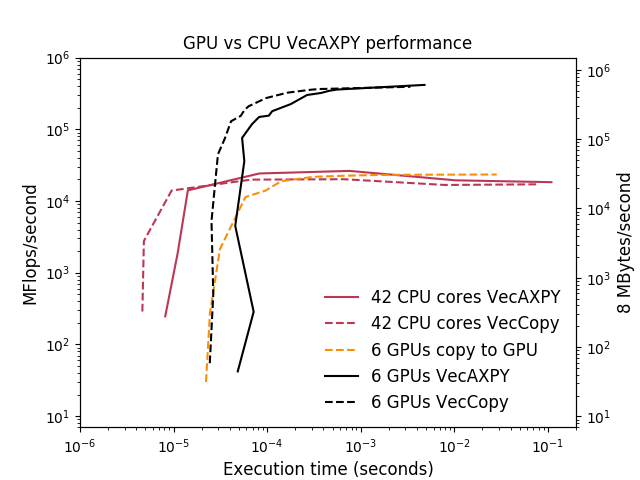 GPU vs CPU VecAXPY performance
MFlops/second
10^6
10^5
10^4
10^3
10^2
10^1
10^6
10^5
10^4
10^3
10^2
10^1
8 MBytes/second
42 CPU cores VecAXPY
42 CPU cores VecCopy
6 GPUs copy to GPU
6 GPUs VecAXPY
6 GPUs VecCopy
10^−6 10^−5 10^−4 10^−3 10^−2 10^−1
Execution time (seconds)